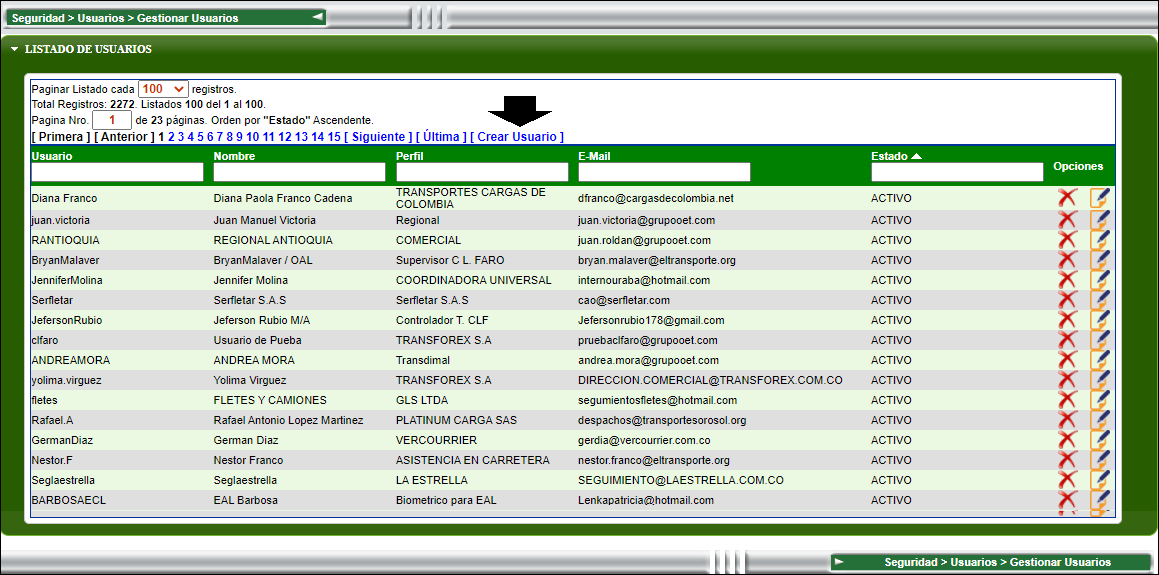 Seguridad > Usuarios > Gestionar Usuarios
LISTADO DE USUARIOS
Paginar Listado cada 100 registros.
Total Registros: 2272. Listados 100 del 1 al 100.
Pagina Nro. 1 de 23 páginas. Orden por "Estado" Ascendente.
[ Primera ] [ Anterior ] 1 2 3 4 5 6 7 8 9 10 11 12 13 14 15 [ Siguiente ] [ Última ] [ Crear Usuario ]
Usuario Nombre Perfil E-Mail Estado Opciones
Diana Franco Diana Paola Franco Cadena TRANSPORTES CARGAS DE COLOMBIA dfranco@cargasdecolombia.net ACTIVO
juan.victoria Juan Manuel Victoria Regional juan.victoria@grupooet.com ACTIVO
RANTIOQUIA REGIONAL ANTIOQUIA COMERCIAL juan.roldan@grupooet.com ACTIVO
BryanMalaver BryanMalaver / OAL Supervisor C L. FARO bryan.malaver@eltransporte.org ACTIVO
JenniferMolina Jennifer Molina COORDINADORA UNIVERSAL internouraba@hotmail.com ACTIVO
Serfletar Serfletar S.A.S Serfletar S.A.S cao@serfletar.com ACTIVO
JefersonRubio Jeferson Rubio M/A Controlador T. CLF Jefersonrubio178@gmail.com ACTIVO
clfaro Usuario de Pueba TRANSFOREX S.A pruebaclfaro@grupooet.com ACTIVO
ANDREAMORA ANDREA MORA Transdimal andrea.mora@grupooet.com ACTIVO
yolima.virguez Yolima Virguez TRANSFOREX S.A DIRECCION.COMERCIAL@TRANSFOREX.COM.CO ACTIVO
fletes FLETES Y CAMIONES GLS LTDA segumientosfletes@hotmail.com ACTIVO
Rafael.A Rafael Antonio Lopez Martinez PLATINUM CARGA SAS despachos@transportesorosol.org ACTIVO
GermanDiaz German Diaz VERCOURRIER gerdia@vercourrier.com.co ACTIVO
Nestor.F Nestor Franco ASISTENCIA EN CARRETERA nestor.franco@eltransporte.org ACTIVO
Seglaestrella Seglaestrella LA ESTRELLA SEGUIMIENTO@LAESTRELLA.COM.CO ACTIVO
BARBOSAECL EAL Barbosa Biometrico para EAL Lenkapatricia@hotmail.com ACTIVO
Seguridad > Usuarios > Gestionar Usuarios